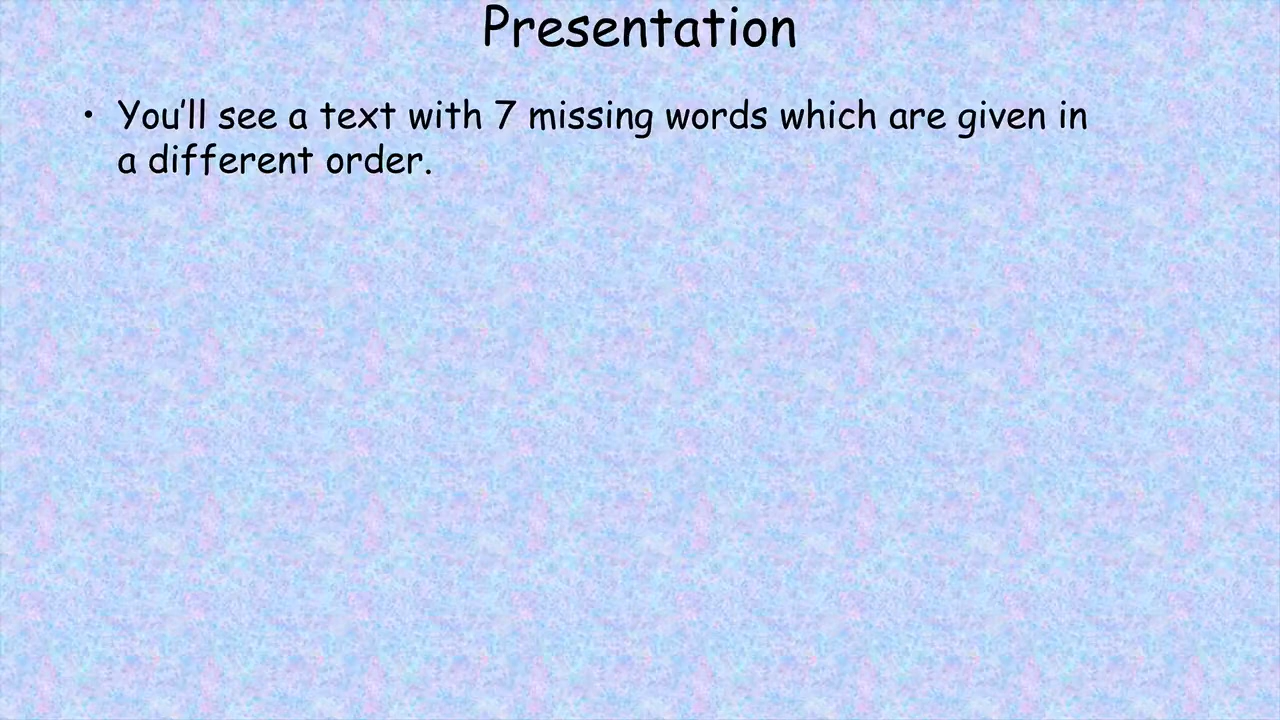 Presentation
• You’ll see a text with 7 missing words which are given in
a different order.